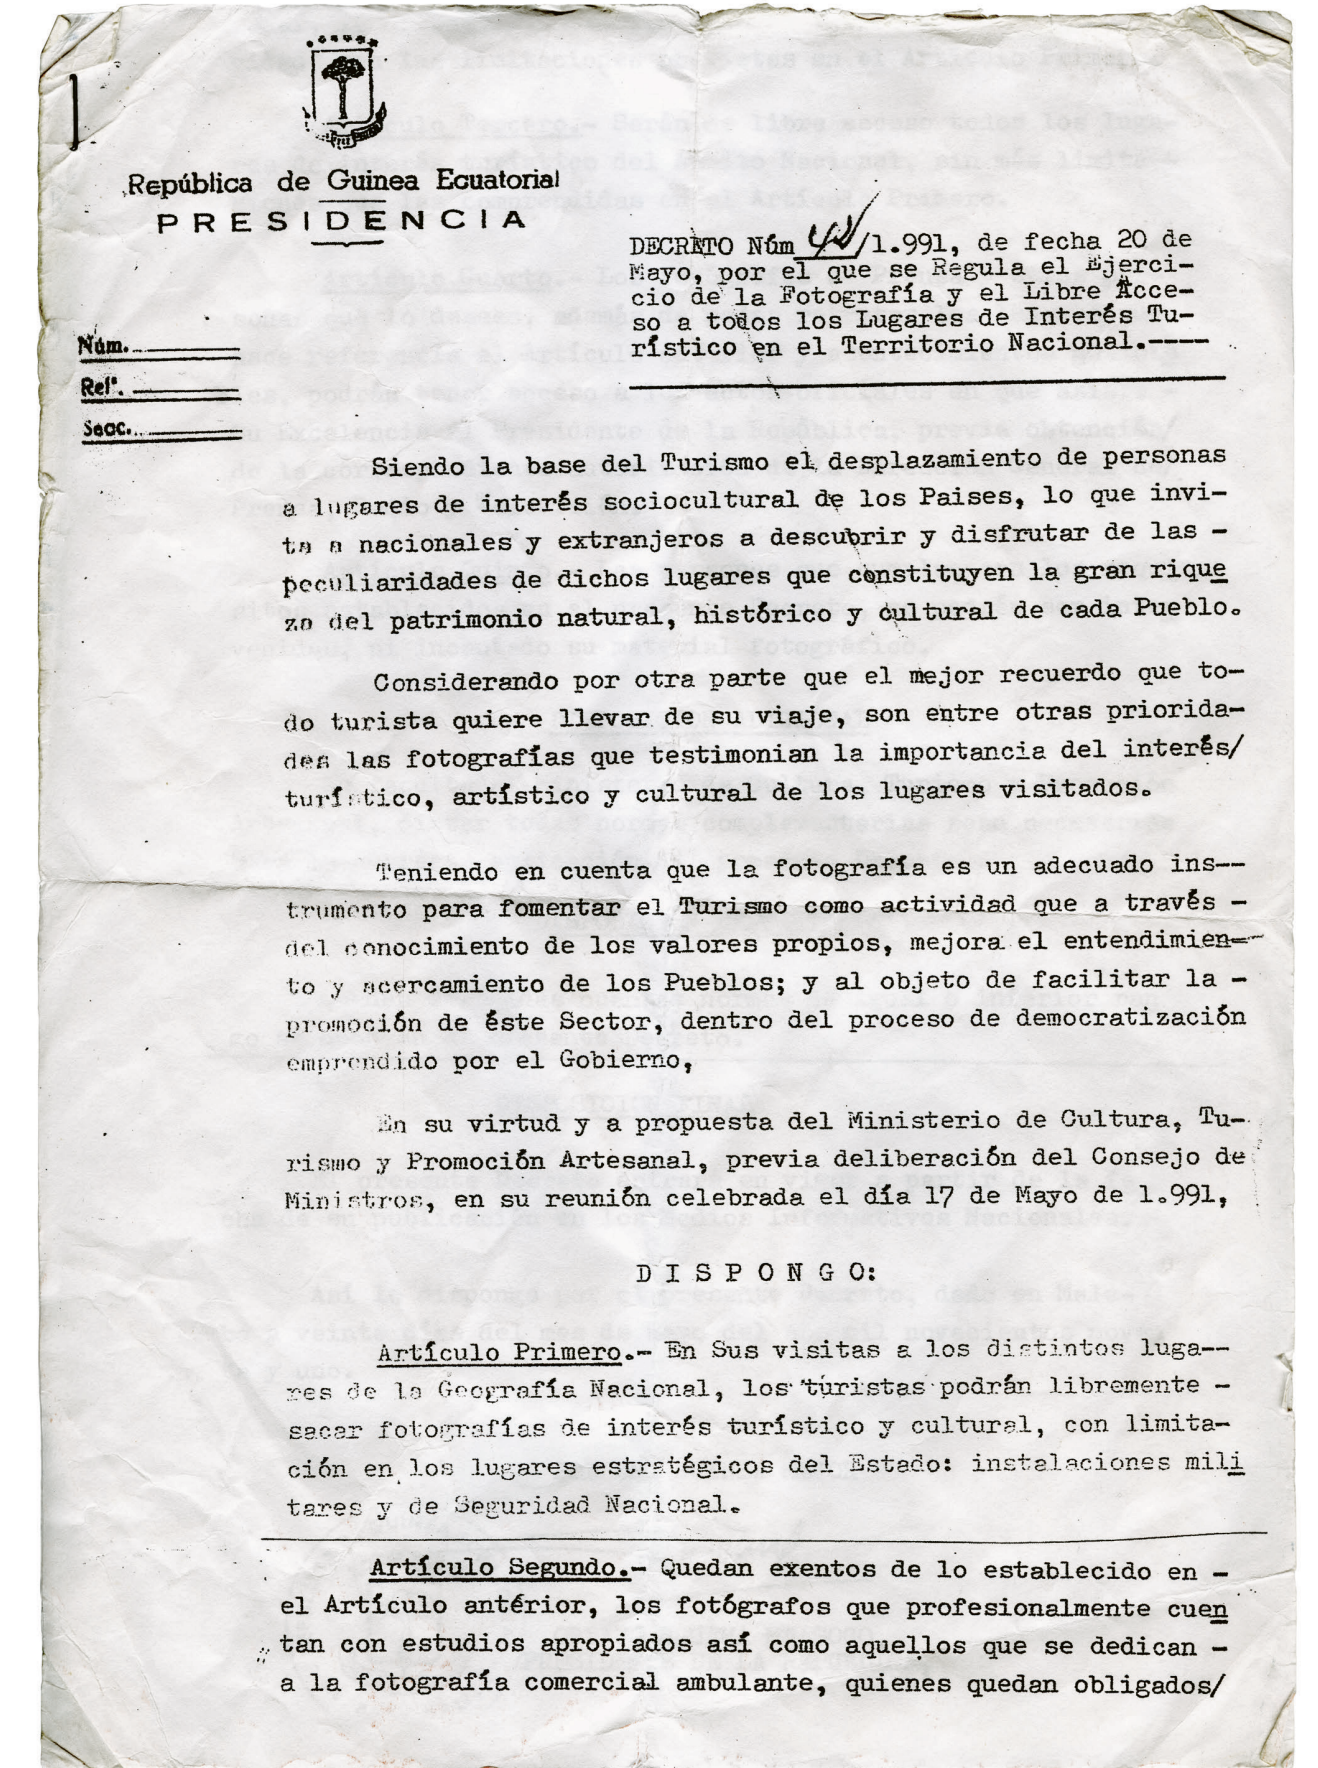 República de Guinea Ecuatorial
PRESIDENCIA
DECRETO Núm /1.991, de fecha 20 de
Mayo, por el que se Regula el Ejerci-
cio de la Fotografía y el Libre Acce-
so a todos los Lugares de Interés Tu-
rístico en el Territorio Nacional.----
Núm.
Refª.
Secc.
Siendo la base del Turismo el desplazamiento de personas
a lugares de interés sociocultural de los Paises, lo que invi-
ta a nacionales y extranjeros a descubrir y disfrutar de las -
peculiaridades de dichos lugares que constituyen la gran rique
za del patrimonio natural, histórico y cultural de cada Pueblo.
Considerando por otra parte que el mejor recuerdo que to-
do turista quiere llevar de su viaje, son entre otras priorida-
des las fotografías que testimonian la importancia del interés/
turístico, artístico y cultural de los lugares visitados.
Teniendo en cuenta que la fotografía es un adecuado ins--
trumento para fomentar el Turismo como actividad que a través -
del conocimiento de los valores propios, mejora el entendimien-
to y acercamiento de los Pueblos; y al objeto de facilitar la -
promoción de éste Sector, dentro del proceso de democratización
emprendido por el Gobierno,
En su virtud y a propuesta del Ministerio de Cultura, Tu-
rismo y Promoción Artesanal, previa deliberación del Consejo de
Ministros, en su reunión celebrada el día 17 de Mayo de 1.991,
D I S P O N G O:
Artículo Primero.- En Sus visitas a los distintos luga--
res de la Geografía Nacional, los turistas podrán libremente -
sacar fotografías de interés turístico y cultural, con limita-
ción en los lugares estratégicos del Estado: instalaciones mili
tares y de Seguridad Nacional.
Artículo Segundo.- Quedan exentos de lo establecido en -
el Artículo antérior, los fotógrafos que profesionalmente cuen
tan con estudios apropiados así como aquellos que se dedican -
a la fotografía comercial ambulante, quienes quedan obligados/